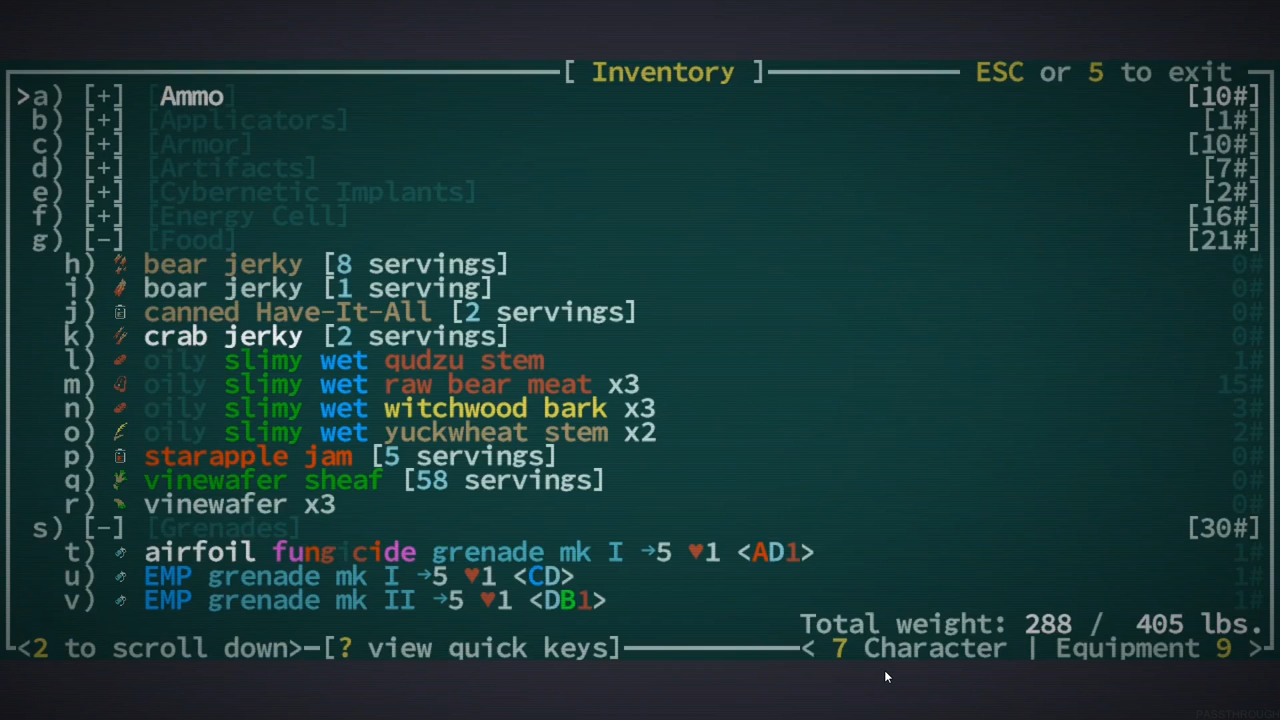 [ Inventory ] ESC or 5 to exit
>a) [+] [Ammo] [10#]
b) [+] [Applicators] [1#]
c) [+] [Armor] [10#]
d) [+] [Artifacts] [7#]
e) [+] [Cybernetic Implants] [2#]
f) [+] [Energy Cell] [16#]
g) [-] [Food] [21#]
h) bear jerky [8 servings] 0#
i) boar jerky [1 serving] 0#
j) canned Have-It-All [2 servings] 0#
k) crab jerky [2 servings] 0#
l) oily slimy wet qudzu stem 1#
m) oily slimy wet raw bear meat x3 15#
n) oily slimy wet witchwood bark x3 3#
o) oily slimy wet yuckwheat stem x2 2#
p) starapple jam [5 servings] 0#
q) vinewafer sheaf [58 servings] 0#
r) vinewafer x3 0#
s) [-] [Grenades] [30#]
t) airfoil fungicide grenade mk I →5 ♥1 <AD1> 1#
u) EMP grenade mk I →5 ♥1 <CD> 1#
v) EMP grenade mk II →5 ♥1 <DB1> 1#
Total weight: 288 / 405 lbs.
<2 to scroll down> [? view quick keys] < 7 Character | Equipment 9 >